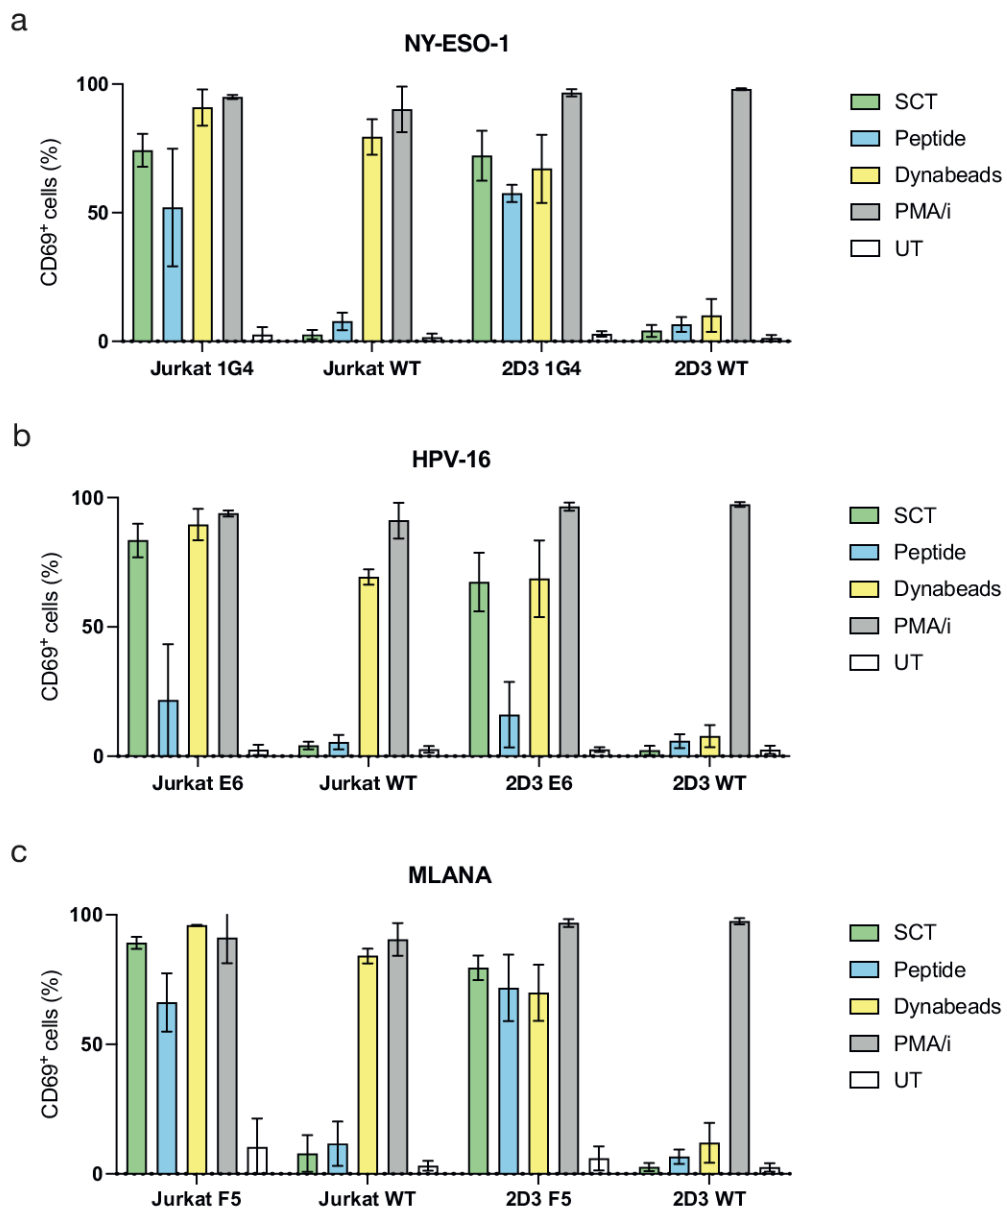 a
NY-ESO-1
CD69+ cells (%)
100
50
0
Jurkat 1G4
Jurkat WT
2D3 1G4
2D3 WT
SCT
Peptide
Dynabeads
PMA/i
UT
b
HPV-16
CD69+ cells (%)
100
50
0
Jurkat E6
Jurkat WT
2D3 E6
2D3 WT
SCT
Peptide
Dynabeads
PMA/i
UT
c
MLANA
CD69+ cells (%)
100
50
0
Jurkat F5
Jurkat WT
2D3 F5
2D3 WT
SCT
Peptide
Dynabeads
PMA/i
UT